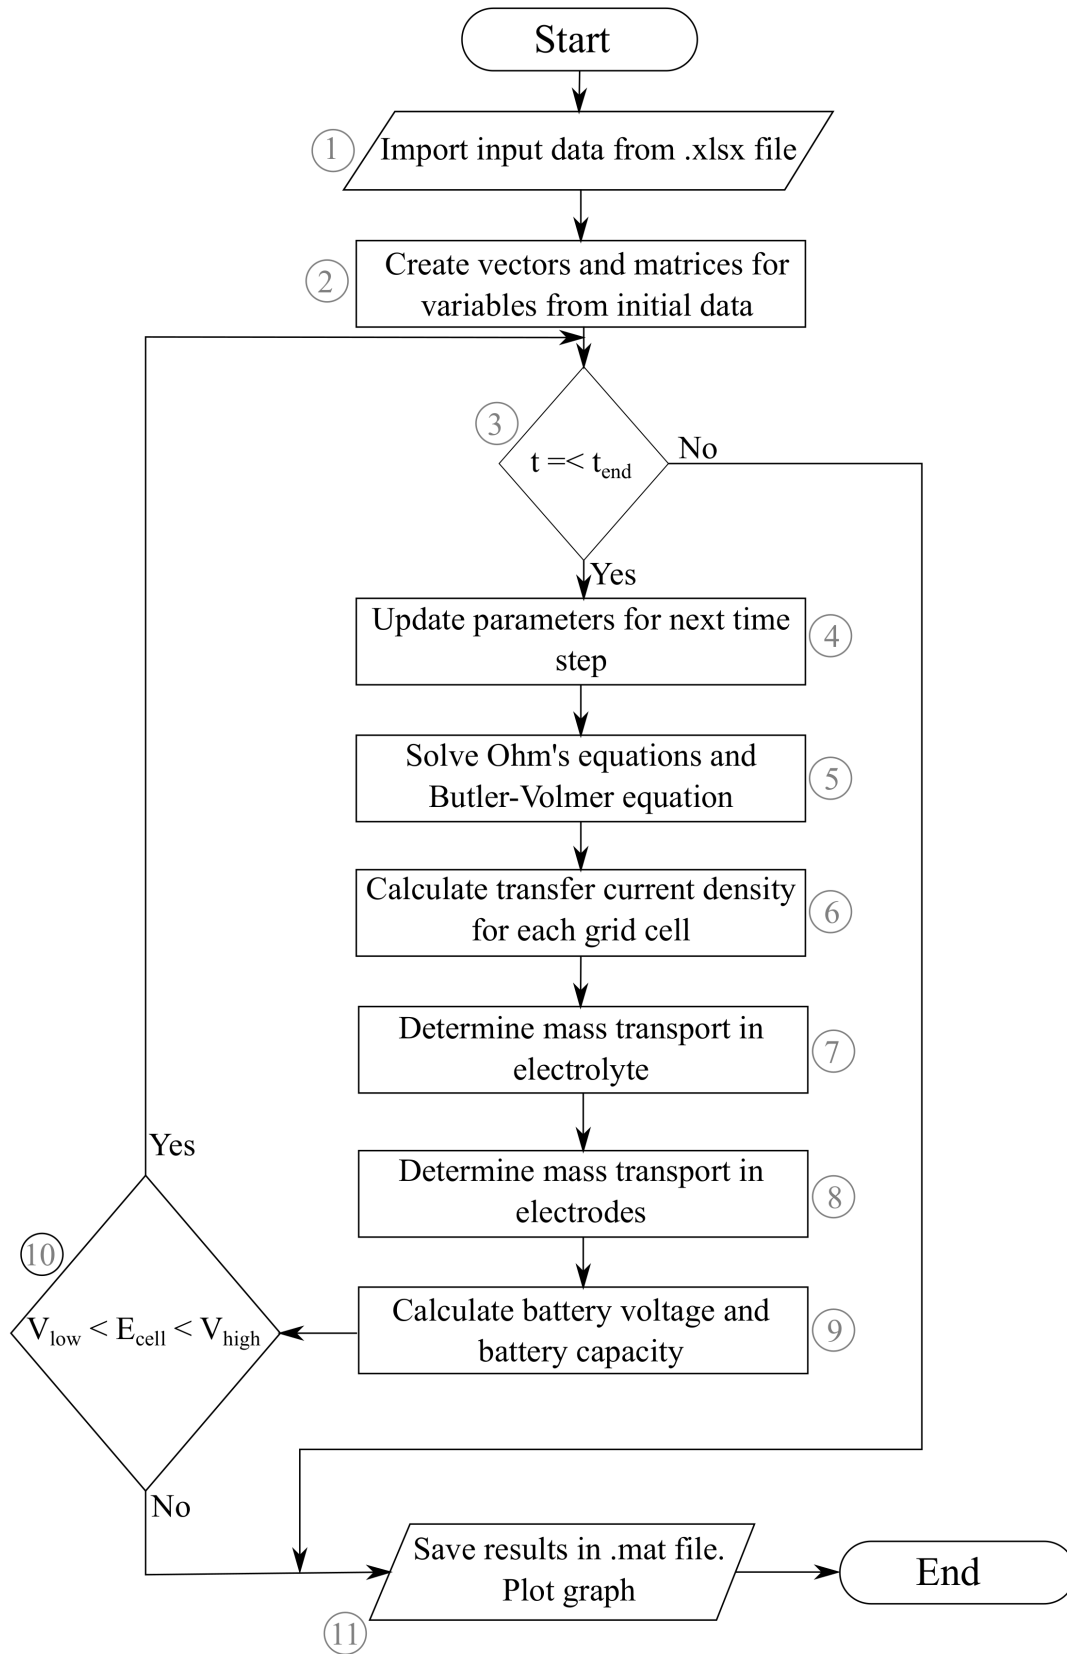 Start
1
Import input data from .xlsx file
2
Create vectors and matrices for
variables from initial data
3
t =< tend
No
Yes
Update parameters for next time
step
4
Solve Ohm's equations and
Butler-Volmer equation
5
Calculate transfer current density
for each grid cell
6
Determine mass transport in
electrolyte
7
Determine mass transport in
electrodes
8
Calculate battery voltage and
battery capacity
9
Yes
10
Vlow < Ecell < Vhigh
No
Save results in .mat file.
Plot graph
11
End